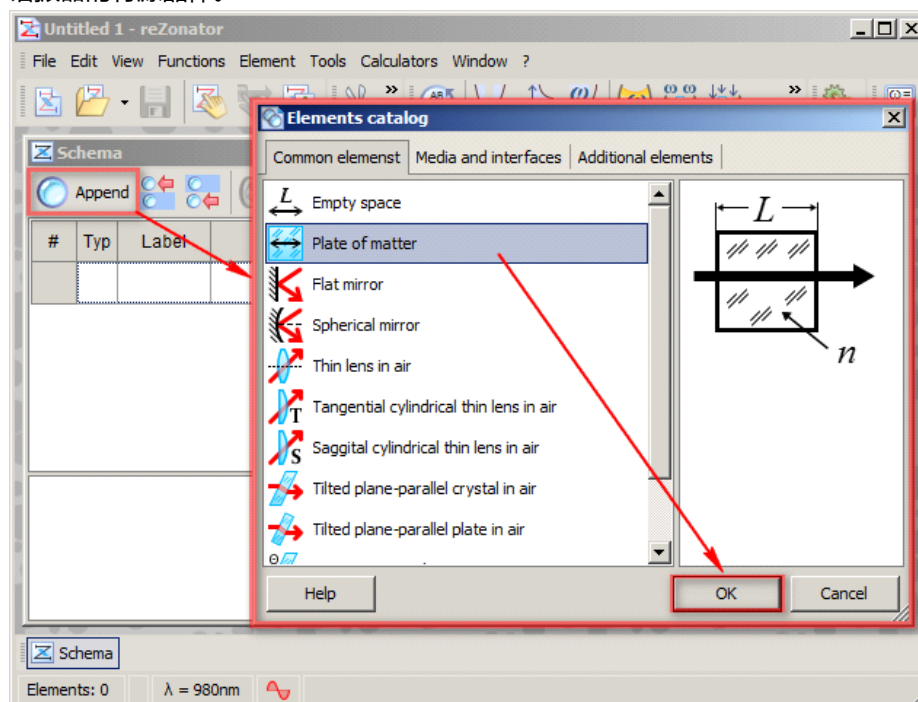 Untitled 1 - reZonator
File Edit View Functions Element Tools Calculators Window ?
Elements catalog
Schema
Common elemenst Media and interfaces Additional elements
Append
# Typ Label
Empty space
Plate of matter
Flat mirror
Spherical mirror
Thin lens in air
Tangential cylindrical thin lens in air
Saggital cylindrical thin lens in air
Tilted plane-parallel crystal in air
Tilted plane-parallel plate in air
L
n
Help OK Cancel
Schema
Elements: 0 λ = 980nm